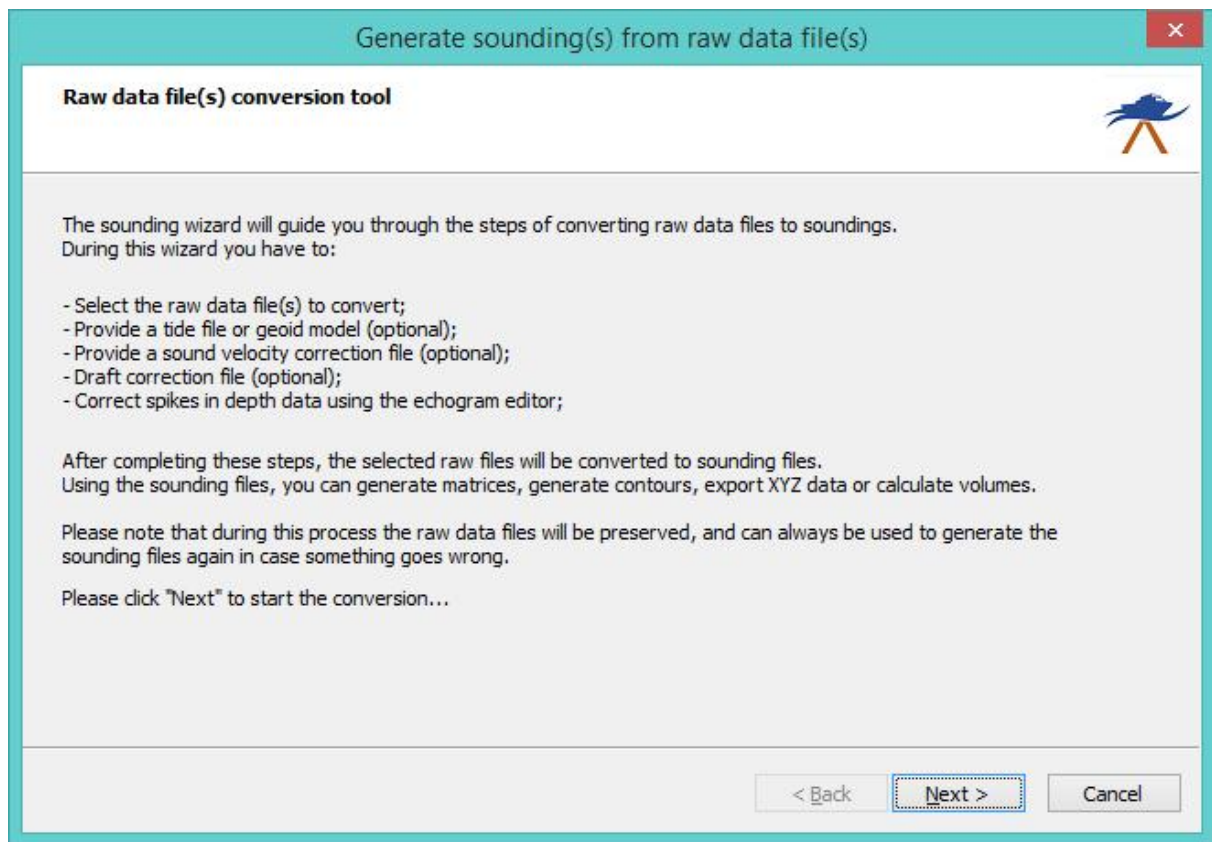 Generate sounding(s) from raw data file(s)
Raw data file(s) conversion tool
The sounding wizard will guide you through the steps of converting raw data files to soundings.
During this wizard you have to:
- Select the raw data file(s) to convert;
- Provide a tide file or geoid model (optional);
- Provide a sound velocity correction file (optional);
- Draft correction file (optional);
- Correct spikes in depth data using the echogram editor;
After completing these steps, the selected raw files will be converted to sounding files.
Using the sounding files, you can generate matrices, generate contours, export XYZ data or calculate volumes.
Please note that during this process the raw data files will be preserved, and can always be used to generate the
sounding files again in case something goes wrong.
Please click "Next" to start the conversion...
< Back Next > Cancel